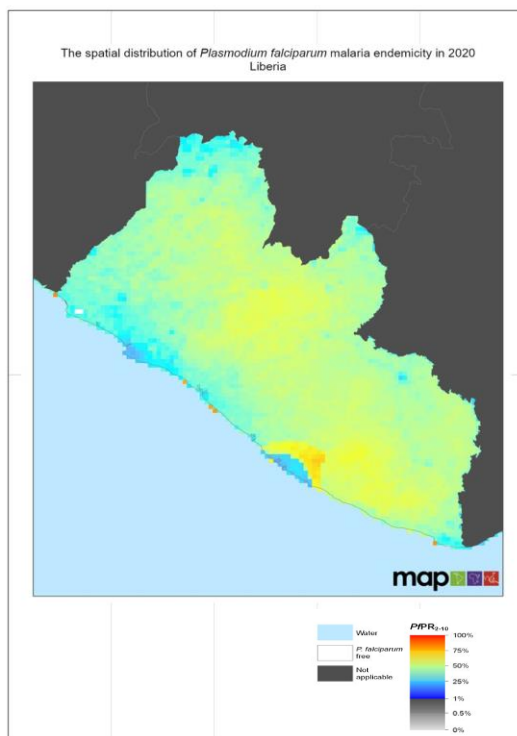 The spatial distribution of Plasmodium falciparum malaria endemicity in 2020
Liberia
map
Water
P. falciparum
free
Not
applicable
PfPR2-10
100%
75%
50%
25%
1%
0.5%
0%